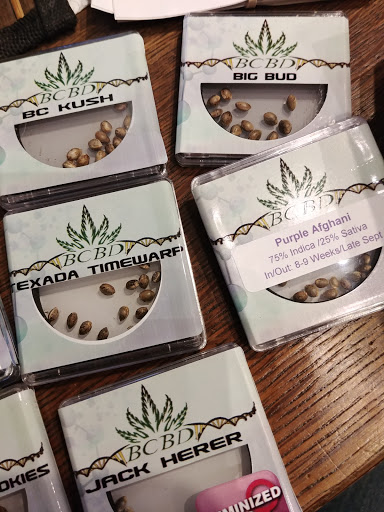 BCBD
BC KUSH
BCBD
BIG BUD
BCBD
TEXADA TIMEWARP
BCBD
Purple Afghani
75% Indica /25% Sativa
In/Out: 8-9 Weeks/Late Sept
OKIES
BCBD
JACK HERER
MINIZED